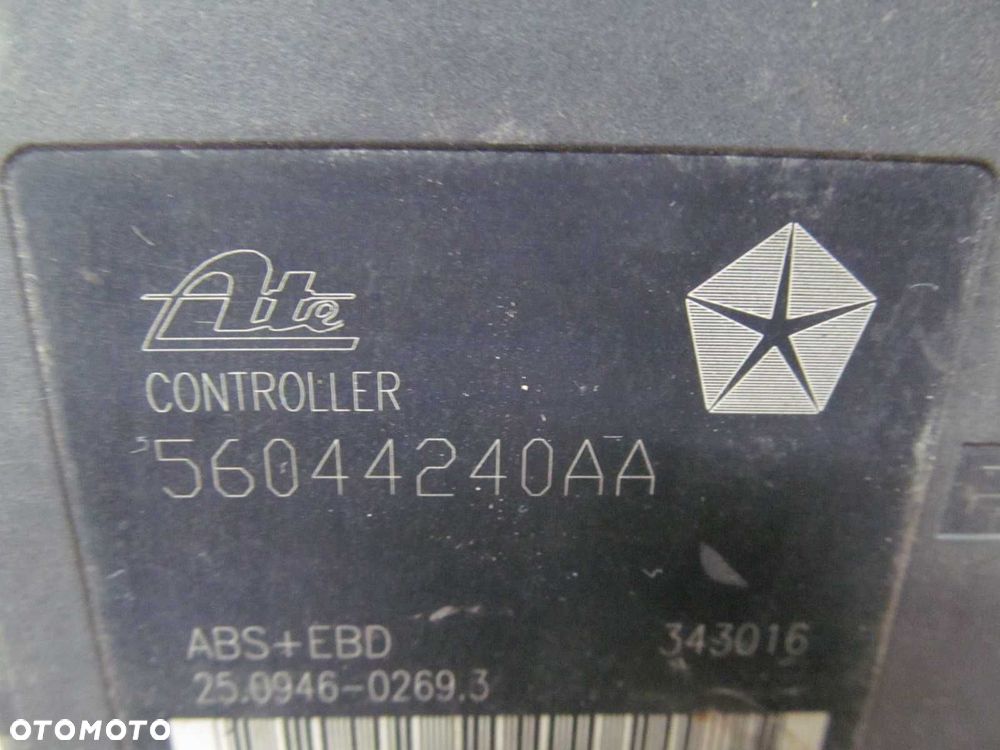 Ate
CONTROLLER
56044240AA
ABS+EBD 343016
25.0946-0269.3
OTOMOTO